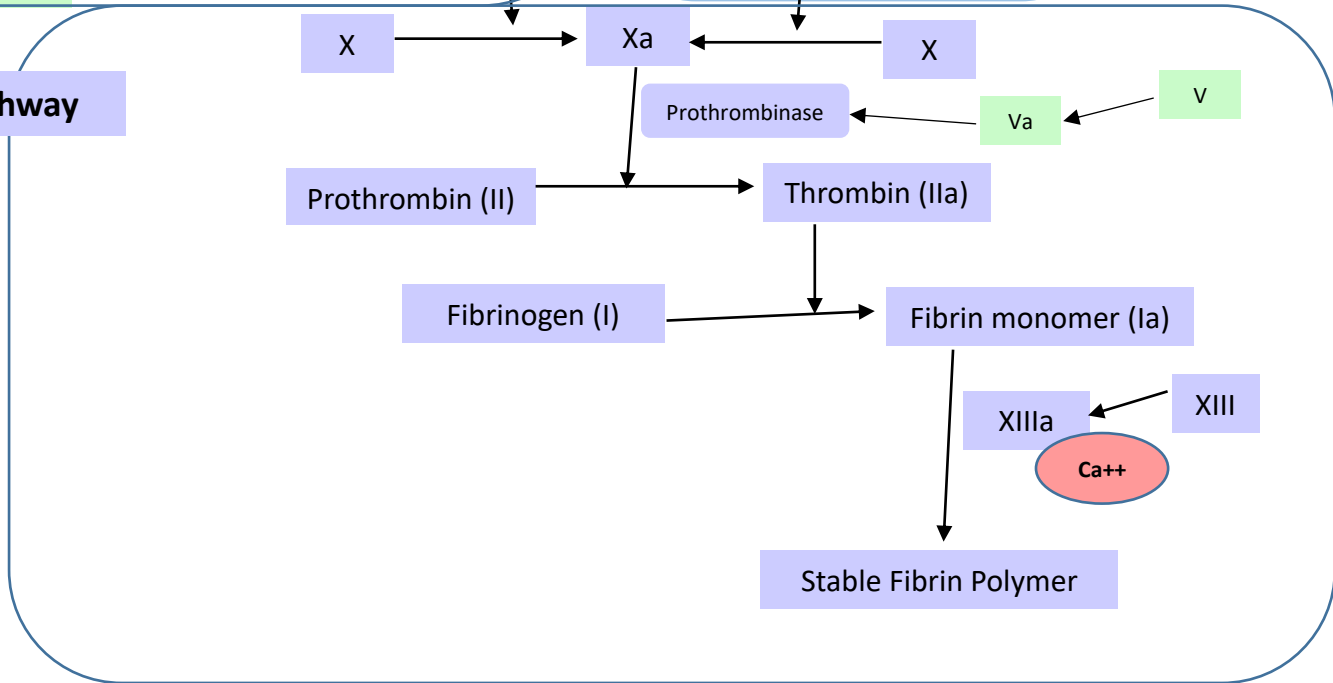 X
Xa
X
hway
Prothrombinase
Va
V
Prothrombin (II)
Thrombin (IIa)
Fibrinogen (I)
Fibrin monomer (Ia)
XIIIa
XIII
Ca++
Stable Fibrin Polymer